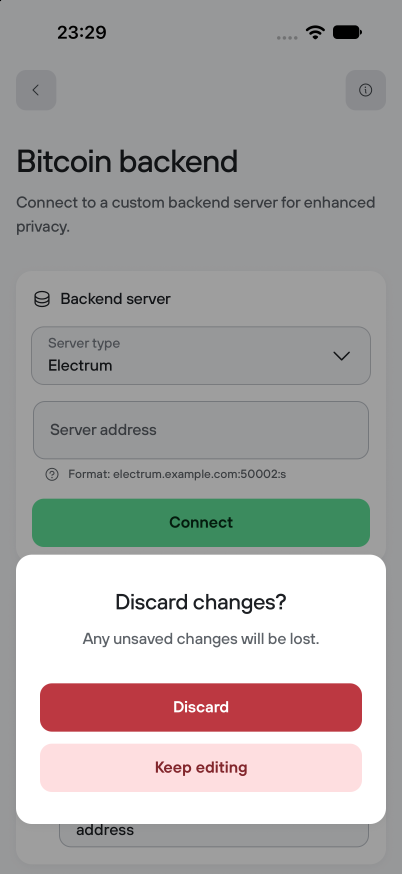 23:29
Bitcoin backend
Connect to a custom backend server for enhanced
privacy.
Backend server
Server type
Electrum
Server address
Format: electrum.example.com:50002:s
Connect
Discard changes?
Any unsaved changes will be lost.
Discard
Keep editing
address